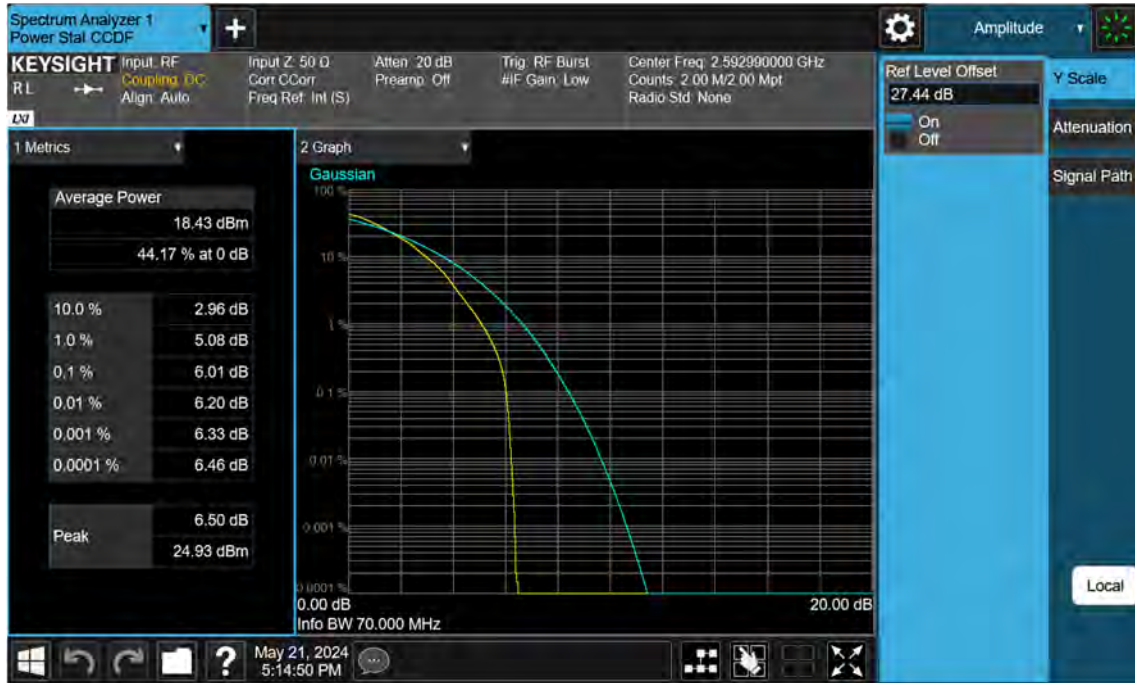 Spectrum Analyzer 1
Power Stat CCDF
+
Amplitude
KEYSIGHT
RL
LXI
Input: RF
Coupling: DC
Align: Auto
Input Z: 50 Ω
Corr CCorr
Freq Ref: Int (S)
Atten: 20 dB
Preamp: Off
Trig: RF Burst
#IF Gain: Low
Center Freq: 2.592990000 GHz
Counts: 2.00 M/2.00 Mpt
Radio Std: None
Ref Level Offset
27.44 dB
On
Off
Y Scale
Attenuation
Signal Path
Local
1 Metrics
Average Power
18.43 dBm
44.17 % at 0 dB
10.0 % 2.96 dB
1.0 % 5.08 dB
0.1 % 6.01 dB
0.01 % 6.20 dB
0.001 % 6.33 dB
0.0001 % 6.46 dB
Peak
6.50 dB
24.93 dBm
2 Graph
Gaussian
100 %
10 %
1 %
0.1 %
0.01 %
0.001 %
0.0001 %
0.00 dB 20.00 dB
Info BW 70.000 MHz
?
May 21, 2024
5:14:50 PM